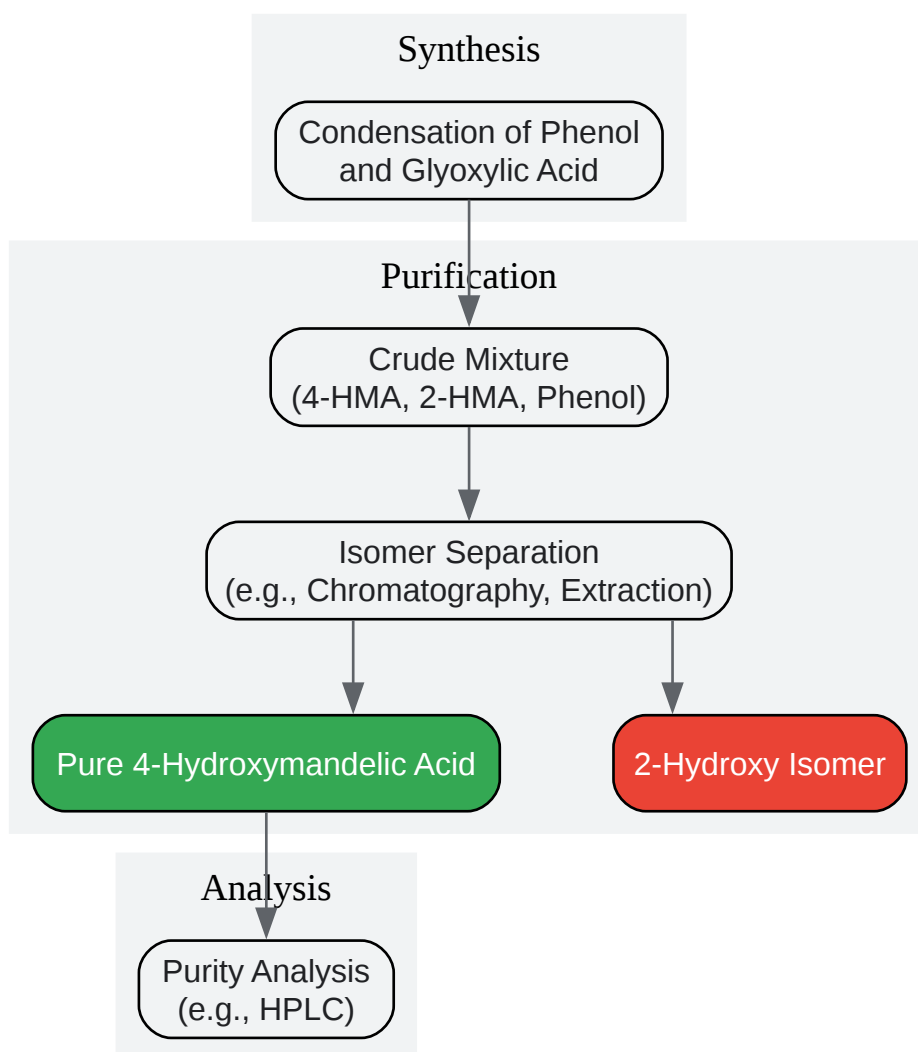 Synthesis
Condensation of Phenol
and Glyoxylic Acid
Purification
Crude Mixture
(4-HMA, 2-HMA, Phenol)
Isomer Separation
(e.g., Chromatography, Extraction)
Pure 4-Hydroxymandelic Acid
2-Hydroxy Isomer
Analysis
Purity Analysis
(e.g., HPLC)